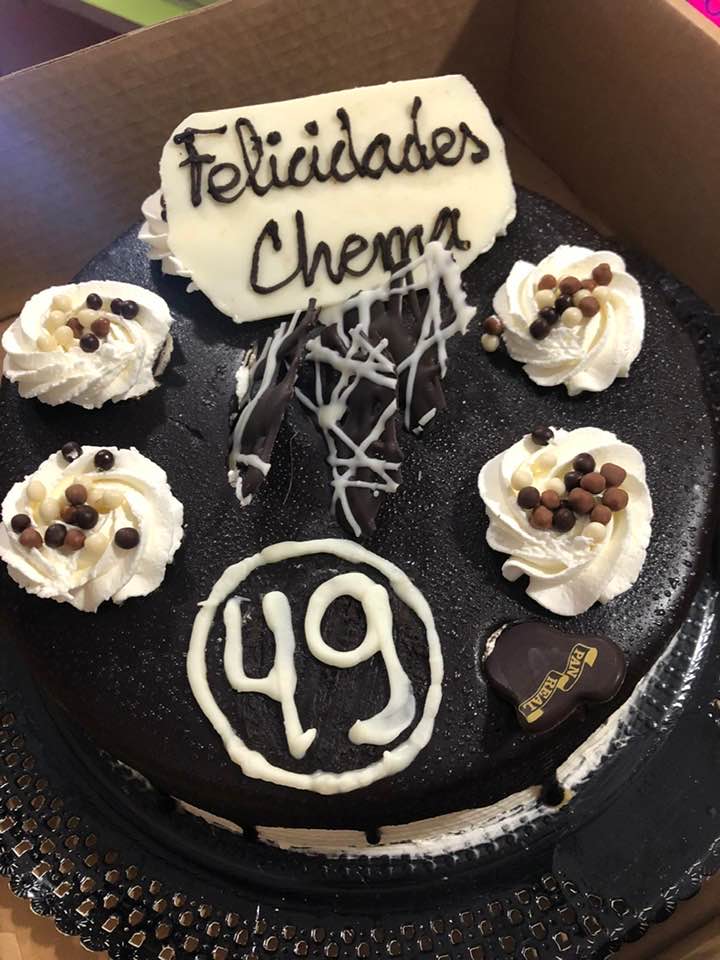 Felicidades
Chema
49
PAN
REAL